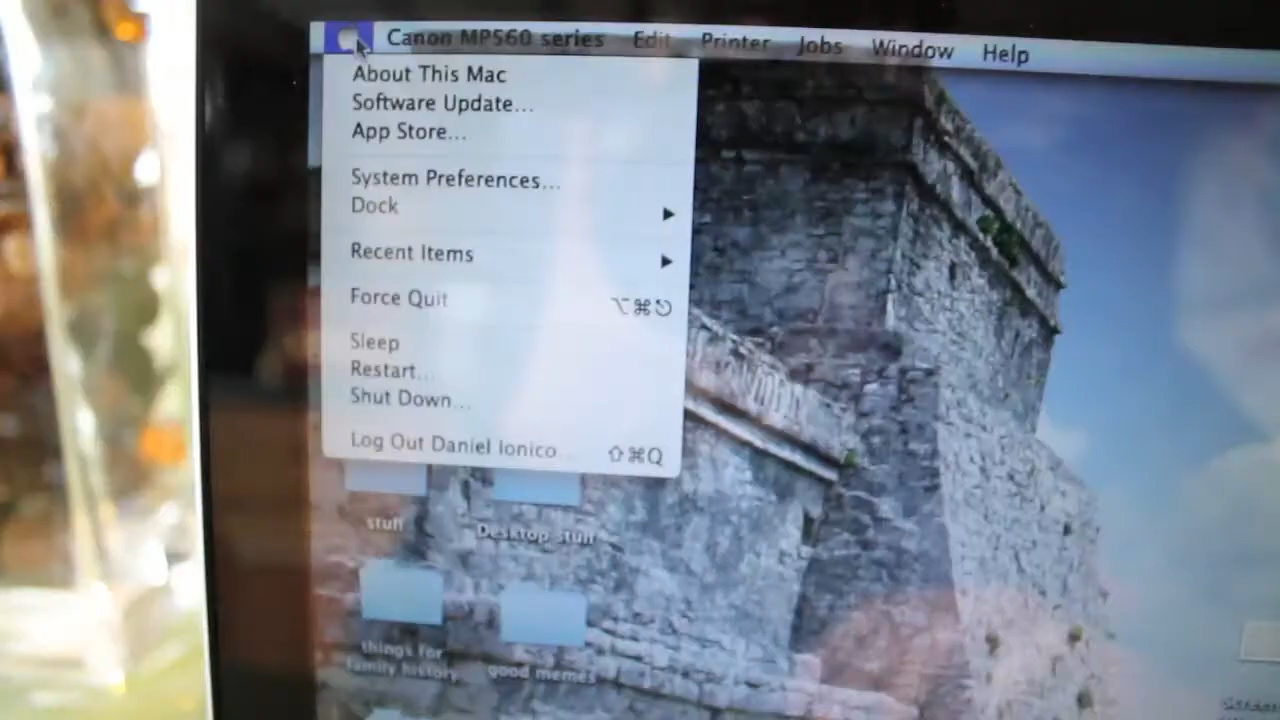 Canon MP560 series Edit Printer Jobs Window Help
About This Mac
Software Update...
App Store...
System Preferences...
Dock
Recent Items
Force Quit ⌥⌘⎋
Sleep
Restart...
Shut Down...
Log Out Daniel Ionico... ⇧⌘Q
stuff Desktop stuff
things for
family history good memes